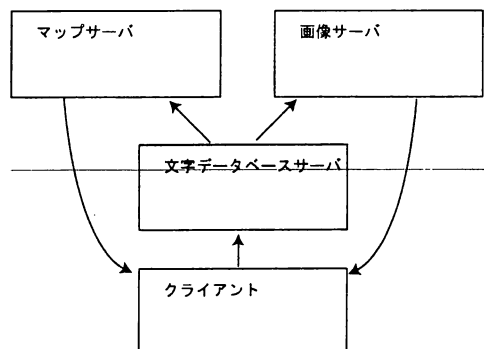 マップサーバ
画像サーバ
文字データベースサーバ
クライアント